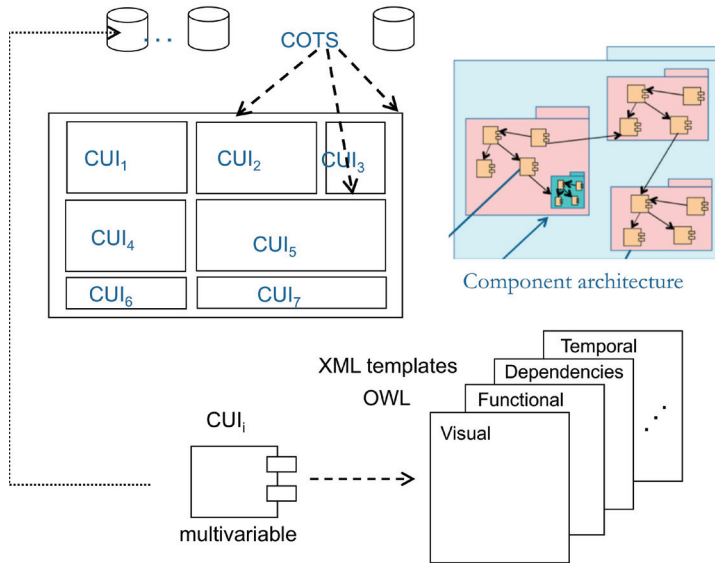 . . .
COTS
CUI₁
CUI₂
CUI₃
CUI₄
CUI₅
CUI₆
CUI₇
Component architecture
XML templates
OWL
Temporal
Dependencies
Functional
Visual
. . .
CUIᵢ
multivariable